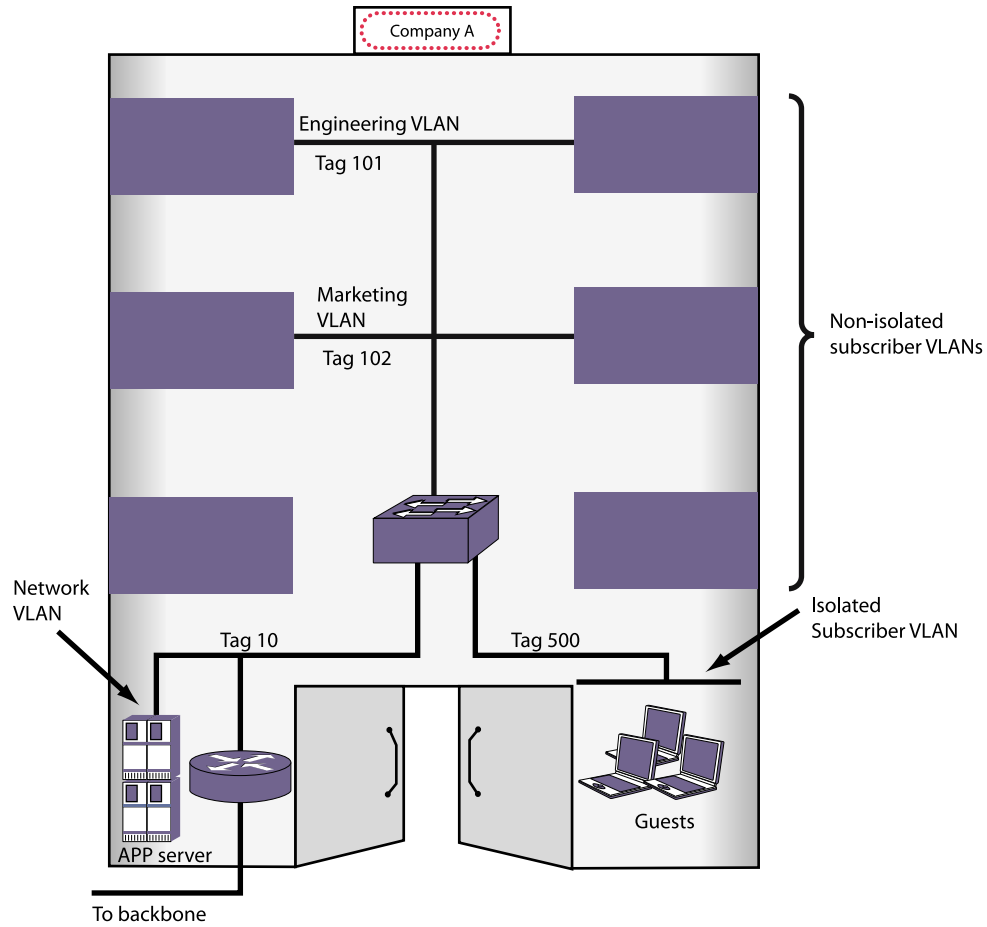 Company A
Engineering VLAN
Tag 101
Marketing
VLAN
Tag 102
Non-isolated
subscriber VLANs
Network
VLAN
Isolated
Subscriber VLAN
Tag 10
Tag 500
Guests
APP server
To backbone